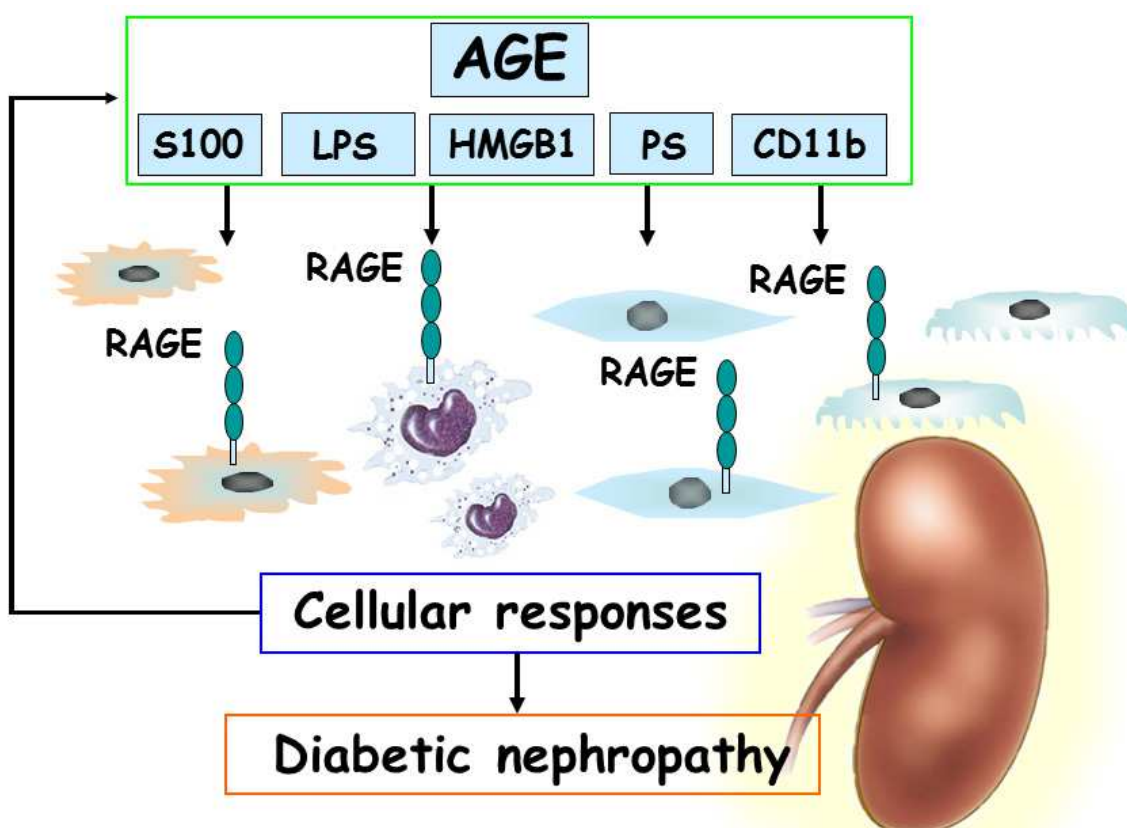 AGE
S100 LPS HMGB1 PS CD11b
RAGE
RAGE
RAGE
RAGE
Cellular responses
Diabetic nephropathy